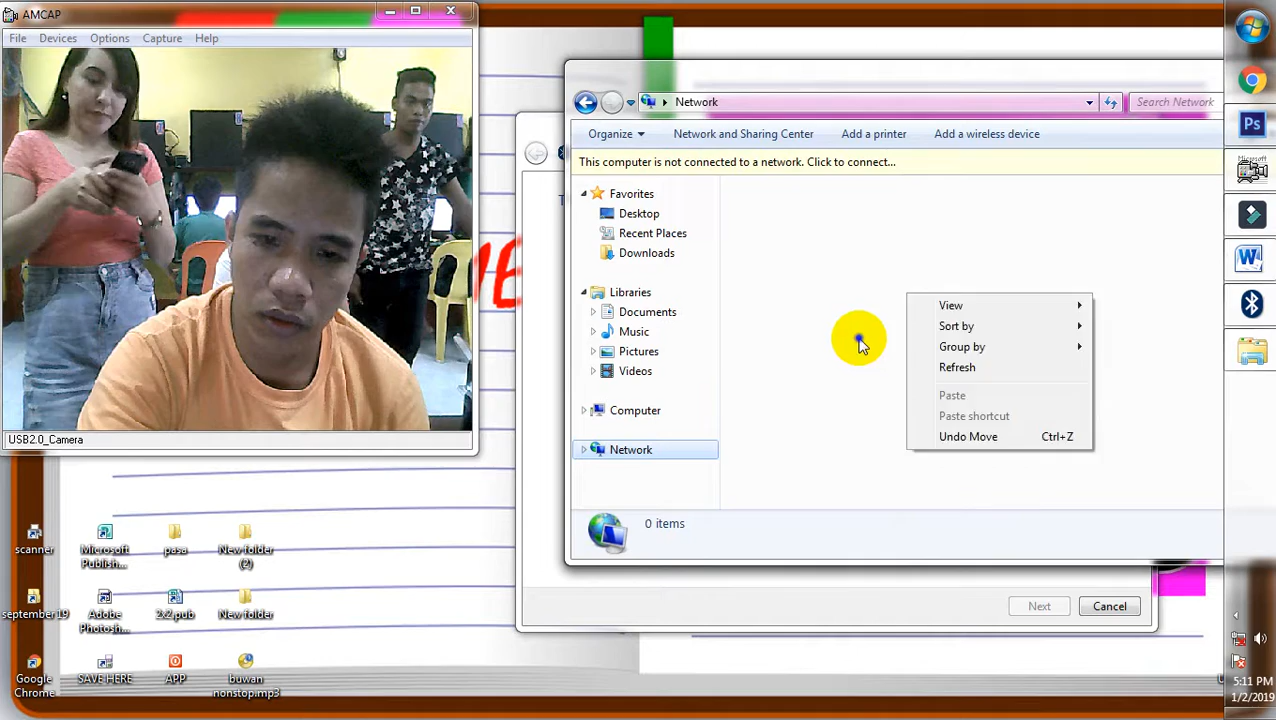 AMCAP
File Devices Options Capture Help
USB2.0_Camera
Network
Search Network
Organize Network and Sharing Center Add a printer Add a wireless device
This computer is not connected to a network. Click to connect...
Favorites
Desktop
Recent Places
Downloads
Libraries
Documents
Music
Pictures
Videos
Computer
Network
View
Sort by
Group by
Refresh
Paste
Paste shortcut
Undo Move Ctrl+Z
0 items
Next Cancel
scanner
Microsoft
Publish...
pasa
New folder
(2)
september19
Adobe
Photosh...
2x2.pub
New folder
Google
Chrome
SAVE HERE
APP
buwan
nonstop.mp3
Ps
Microsoft
W
5:11 PM
1/2/2019